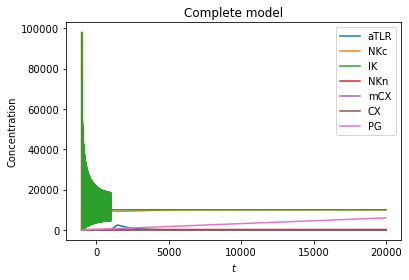 Complete model
Concentration
100000
80000
60000
40000
20000
0
0
5000
10000
15000
20000
t
aTLR
NKc
IK
NKn
mCX
CX
PG